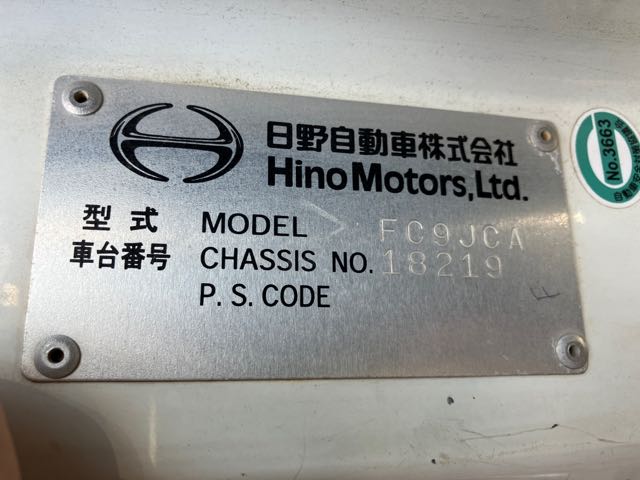 日野自動車株式会社
Hino Motors, Ltd.
型式 MODEL FC9JCA
車台番号 CHASSIS NO. 18219
P. S. CODE
No.3663